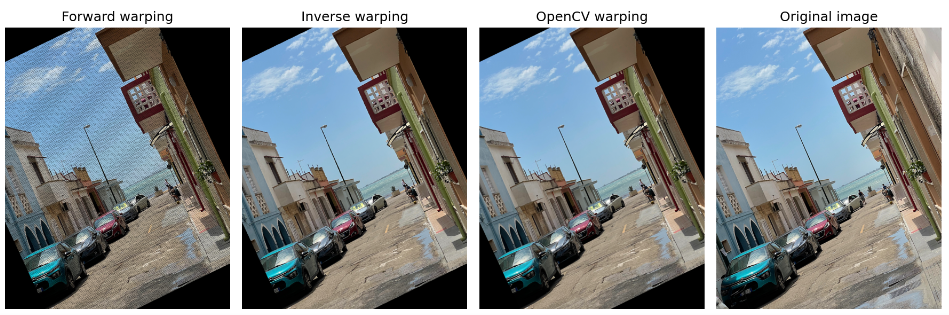 Forward warping
Inverse warping
OpenCV warping
Original image